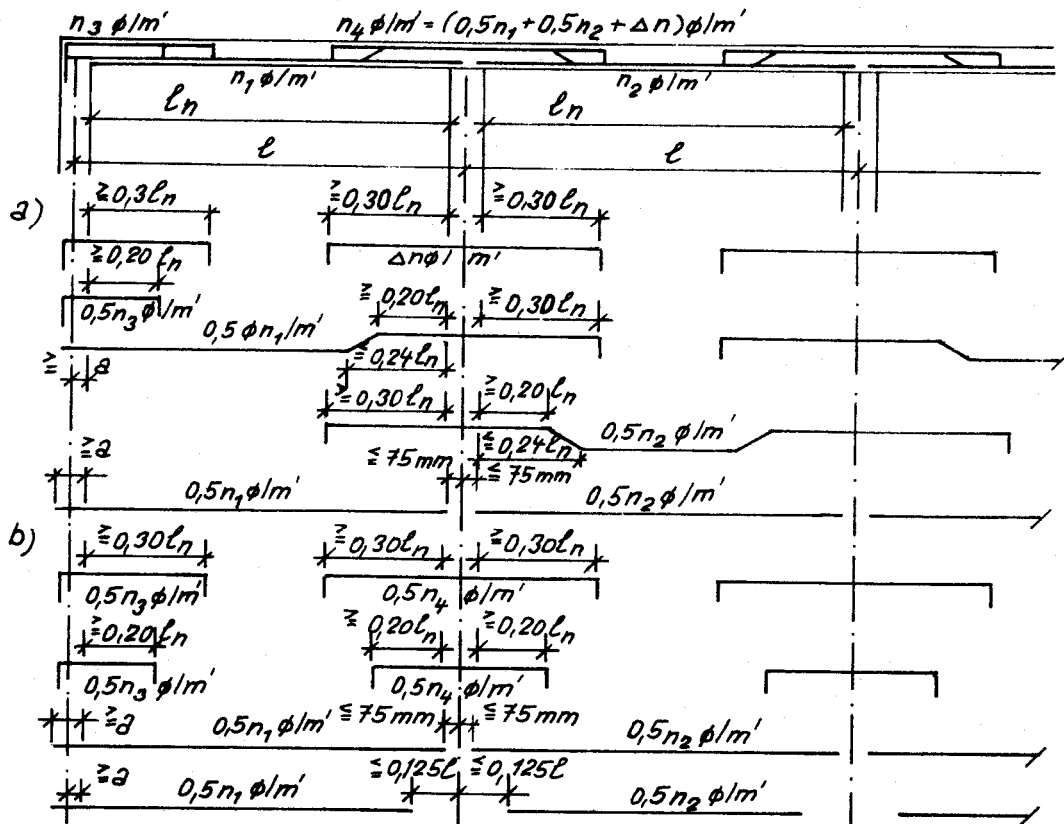 n₃ ϕ/m' n₄ ϕ/m' = (0,5n₁ + 0,5n₂ + Δn)ϕ/m'
n₁ ϕ/m' n₂ ϕ/m'
ℓn ℓn
ℓ ℓ
a)
≧0,3ℓn ≧0,30ℓn ≧0,30ℓn
≧0,20ℓn Δnϕ/m'
0,5n₃ϕ/m' ≧0,20ℓn ≧0,30ℓn
0,5ϕn₁/m'
≧a ≦0,24ℓn
≧0,30ℓn ≧0,20ℓn
≦0,24ℓn 0,5n₂ϕ/m'
≧a ≦75mm ≦75mm
0,5n₁ϕ/m' 0,5n₂ϕ/m'
b)
≧0,30ℓn ≧0,30ℓn ≧0,30ℓn
0,5n₃ϕ/m' 0,5n₄ϕ/m'
≧0,20ℓn ≧0,20ℓn ≧0,20ℓn
0,5n₃ϕ/m' 0,5n₄ϕ/m'
≧a 0,5n₁ϕ/m' ≦75mm ≦75mm 0,5n₂ϕ/m'
≧a 0,5n₁ϕ/m' ≦0,125ℓ ≦0,125ℓ 0,5n₂ϕ/m'